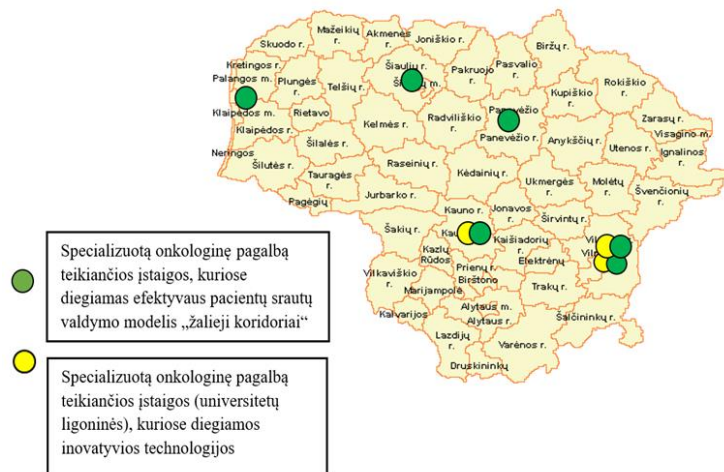 Skuodo r.
Mažeikių r.
Akmenės r.
Joniškio r.
Biržų r.
Kretingos r.
Palangos m.
Plungės r.
Telšių r.
Šiaulių r.
Pakruojo r.
Pasvalio r.
Kupiškio r.
Rokiškio r.
Klaipėdos m.
Rietavo
Klaipėdos r.
Kelmės r.
Radviliškio r.
Panevėžio r.
Anykščių r.
Zarasų r.
Visagino m.
Utenos r.
Ignalinos r.
Neringos
Šilutės r.
Šilalės r.
Tauragės r.
Raseinių r.
Kėdainių r.
Ukmergės r.
Molėtų r.
Švenčionių r.
Pagėgių
Jurbarko r.
Kauno r.
Jonavos r.
Širvintų r.
Šakių r.
Kazlų Rūdos
Kaišiadorių r.
Elektrėnų
Vilkaviškio r.
Prienų r.
Birštono
Marijampolė
Trakų r.
Kalvarijos
Alytaus m.
Alytaus r.
Šalčininkų r.
Lazdijų r.
Varėnos r.
Druskininkų
Specializuotą onkologinę pagalbą
teikiančios įstaigos, kuriose
diegiamas efektyvaus pacientų srautų
valdymo modelis „žalieji koridoriai“
Specializuotą onkologinę pagalbą
teikiančios įstaigos (universitetų
ligoninės), kuriose diegiamos
inovatyvios technologijos